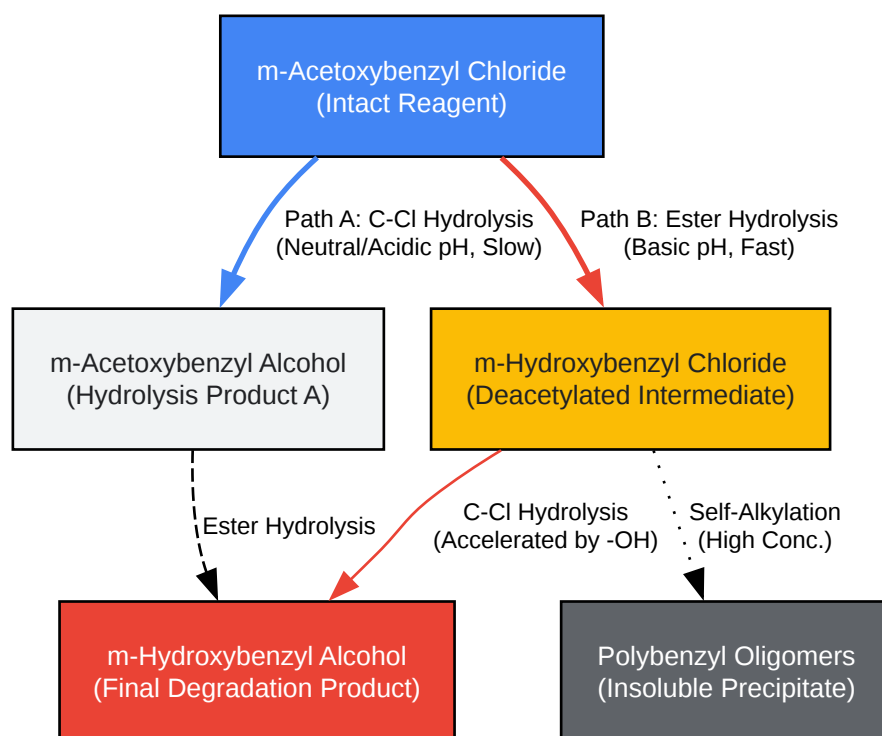 m-Acetoxybenzyl Chloride
(Intact Reagent)
Path A: C-Cl Hydrolysis
(Neutral/Acidic pH, Slow)
Path B: Ester Hydrolysis
(Basic pH, Fast)
m-Acetoxybenzyl Alcohol
(Hydrolysis Product A)
m-Hydroxybenzyl Chloride
(Deacetylated Intermediate)
Ester Hydrolysis
C-Cl Hydrolysis
(Accelerated by -OH)
Self-Alkylation
(High Conc.)
m-Hydroxybenzyl Alcohol
(Final Degradation Product)
Polybenzyl Oligomers
(Insoluble Precipitate)